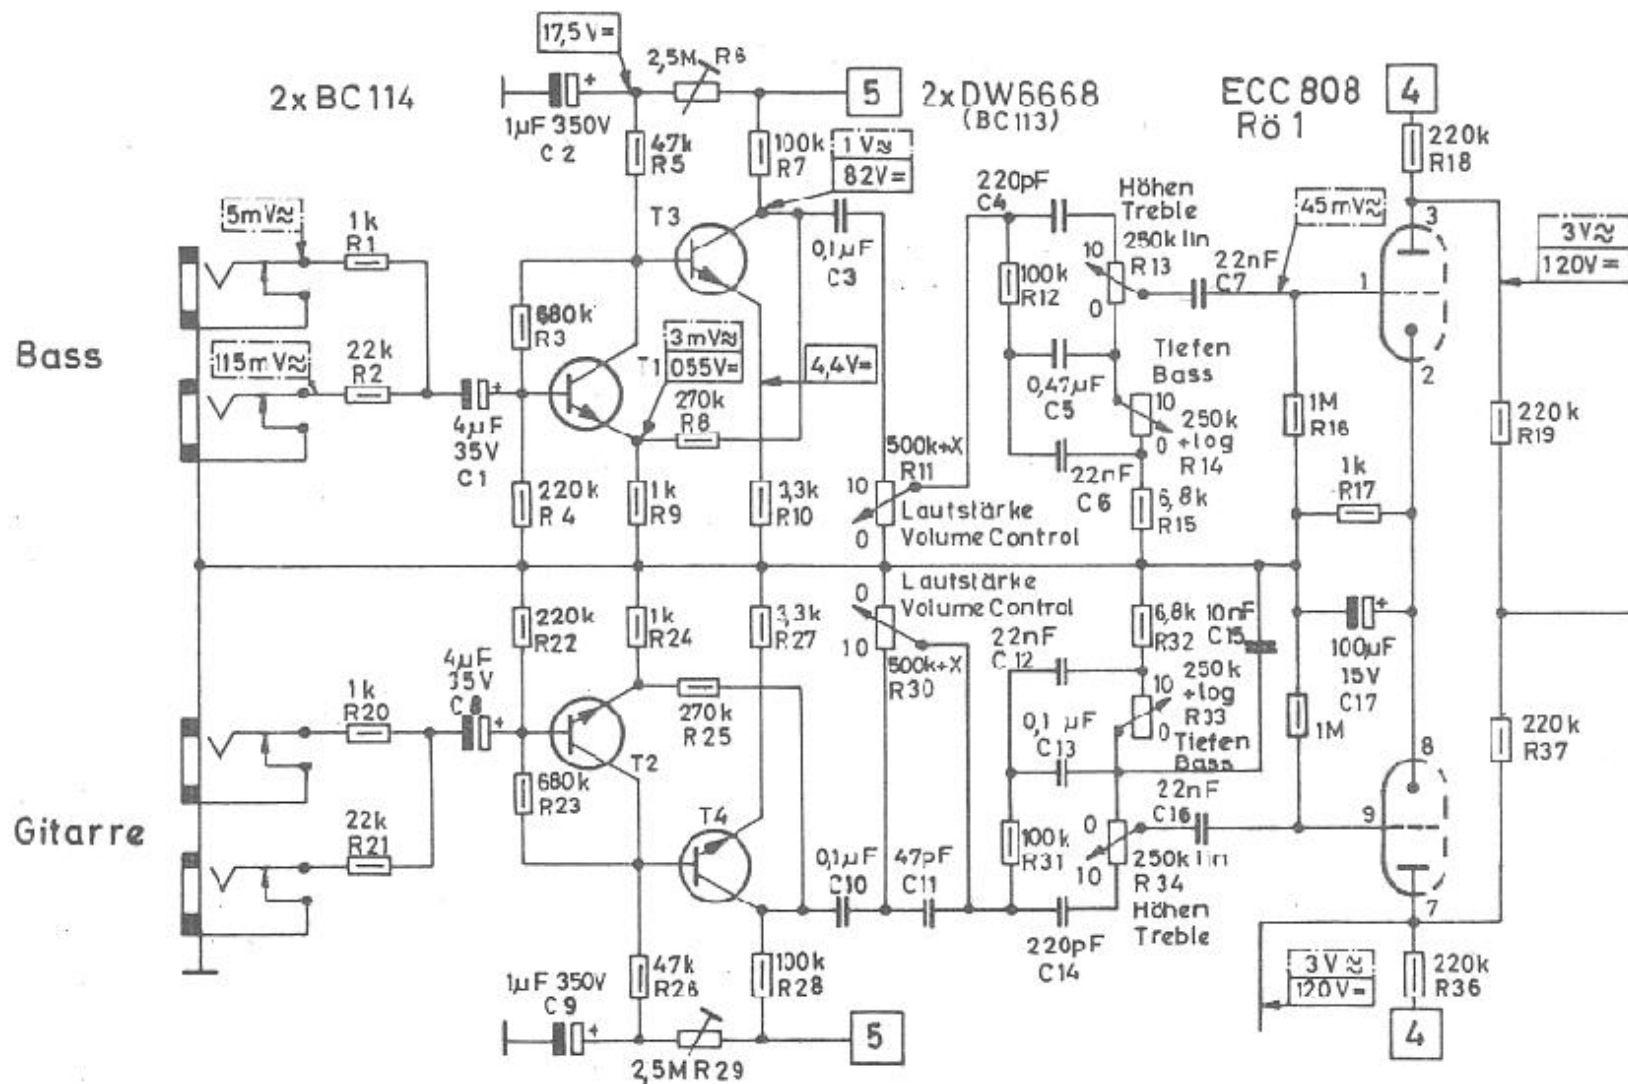 17,5V=
2,5M R6
5
2xBC114
1µF 350V
C2
47k
R5
100k
R7
1V≈
82V=
2xDW6668
(BC113)
ECC808
Rö1
4
220k
R18
5mV≈
1k
R1
T3
0,1µF
C3
220pF
C4
Höhen
Treble
10
250k lin
R13
0
100k
R12
22nF
C7
45mV≈
3
1
2
3V≈
120V=
Bass
680k
R3
115mV≈
22k
R2
T1
3mV≈
055V=
270k
R8
4,4V=
0,47µF
C5
Tiefen
Bass
10
250k
+log
R14
0
1M
R16
220k
R19
4µF
35V
C1
500k+X
R11
22nF
C6
1k
R17
220k
R4
1k
R9
3,3k
R10
10
0
Lautstärke
Volume Control
6,8k
R15
0
10
Lautstärke
Volume Control
220k
R22
1k
R24
3,3k
R27
500k+X
R30
22nF
C12
6,8k
R32
10nF
C15
100µF
15V
C17
4µF
35V
C8
1k
R20
270k
R25
T2
0,1µF
C13
10
250k
+log
R33
0
Tiefen
Bass
1M
220k
R37
8
9
7
Gitarre
680k
R23
22k
R21
T4
0,1µF
C10
47pF
C11
100k
R31
22nF
C16
0
10
250k lin
R34
Höhen
Treble
220pF
C14
1µF 350V
C9
47k
R26
100k
R28
2,5M R29
5
3V≈
120V=
220k
R36
4